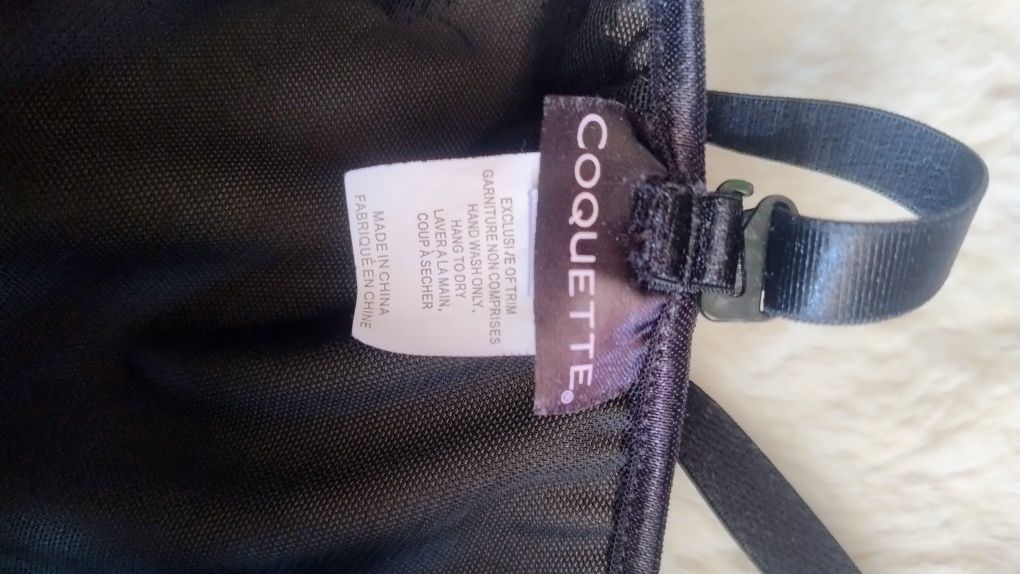 COQUETTE®
EXCLUSIVE OF TRIM
GARNITURE NON COMPRISES
HAND WASH ONLY.
HANG TO DRY
LAVER A LA MAIN,
COUP À SECHER
MADE IN CHINA
FABRIQUÉ EN CHINE